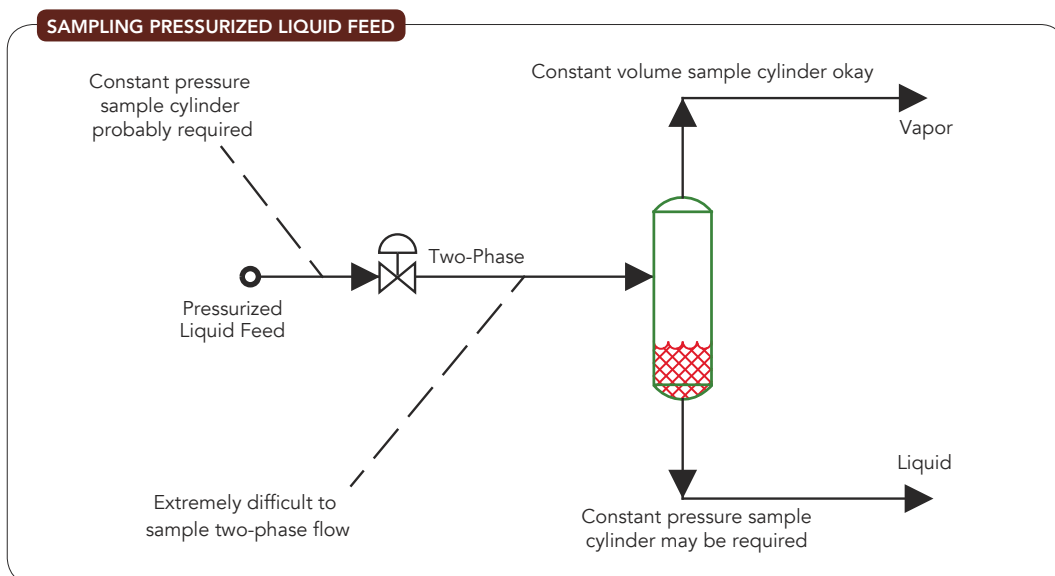 SAMPLING PRESSURIZED LIQUID FEED
Constant pressure
sample cylinder
probably required
Constant volume sample cylinder okay
Vapor
Two-Phase
Pressurized
Liquid Feed
Extremely difficult to
sample two-phase flow
Liquid
Constant pressure sample
cylinder may be required